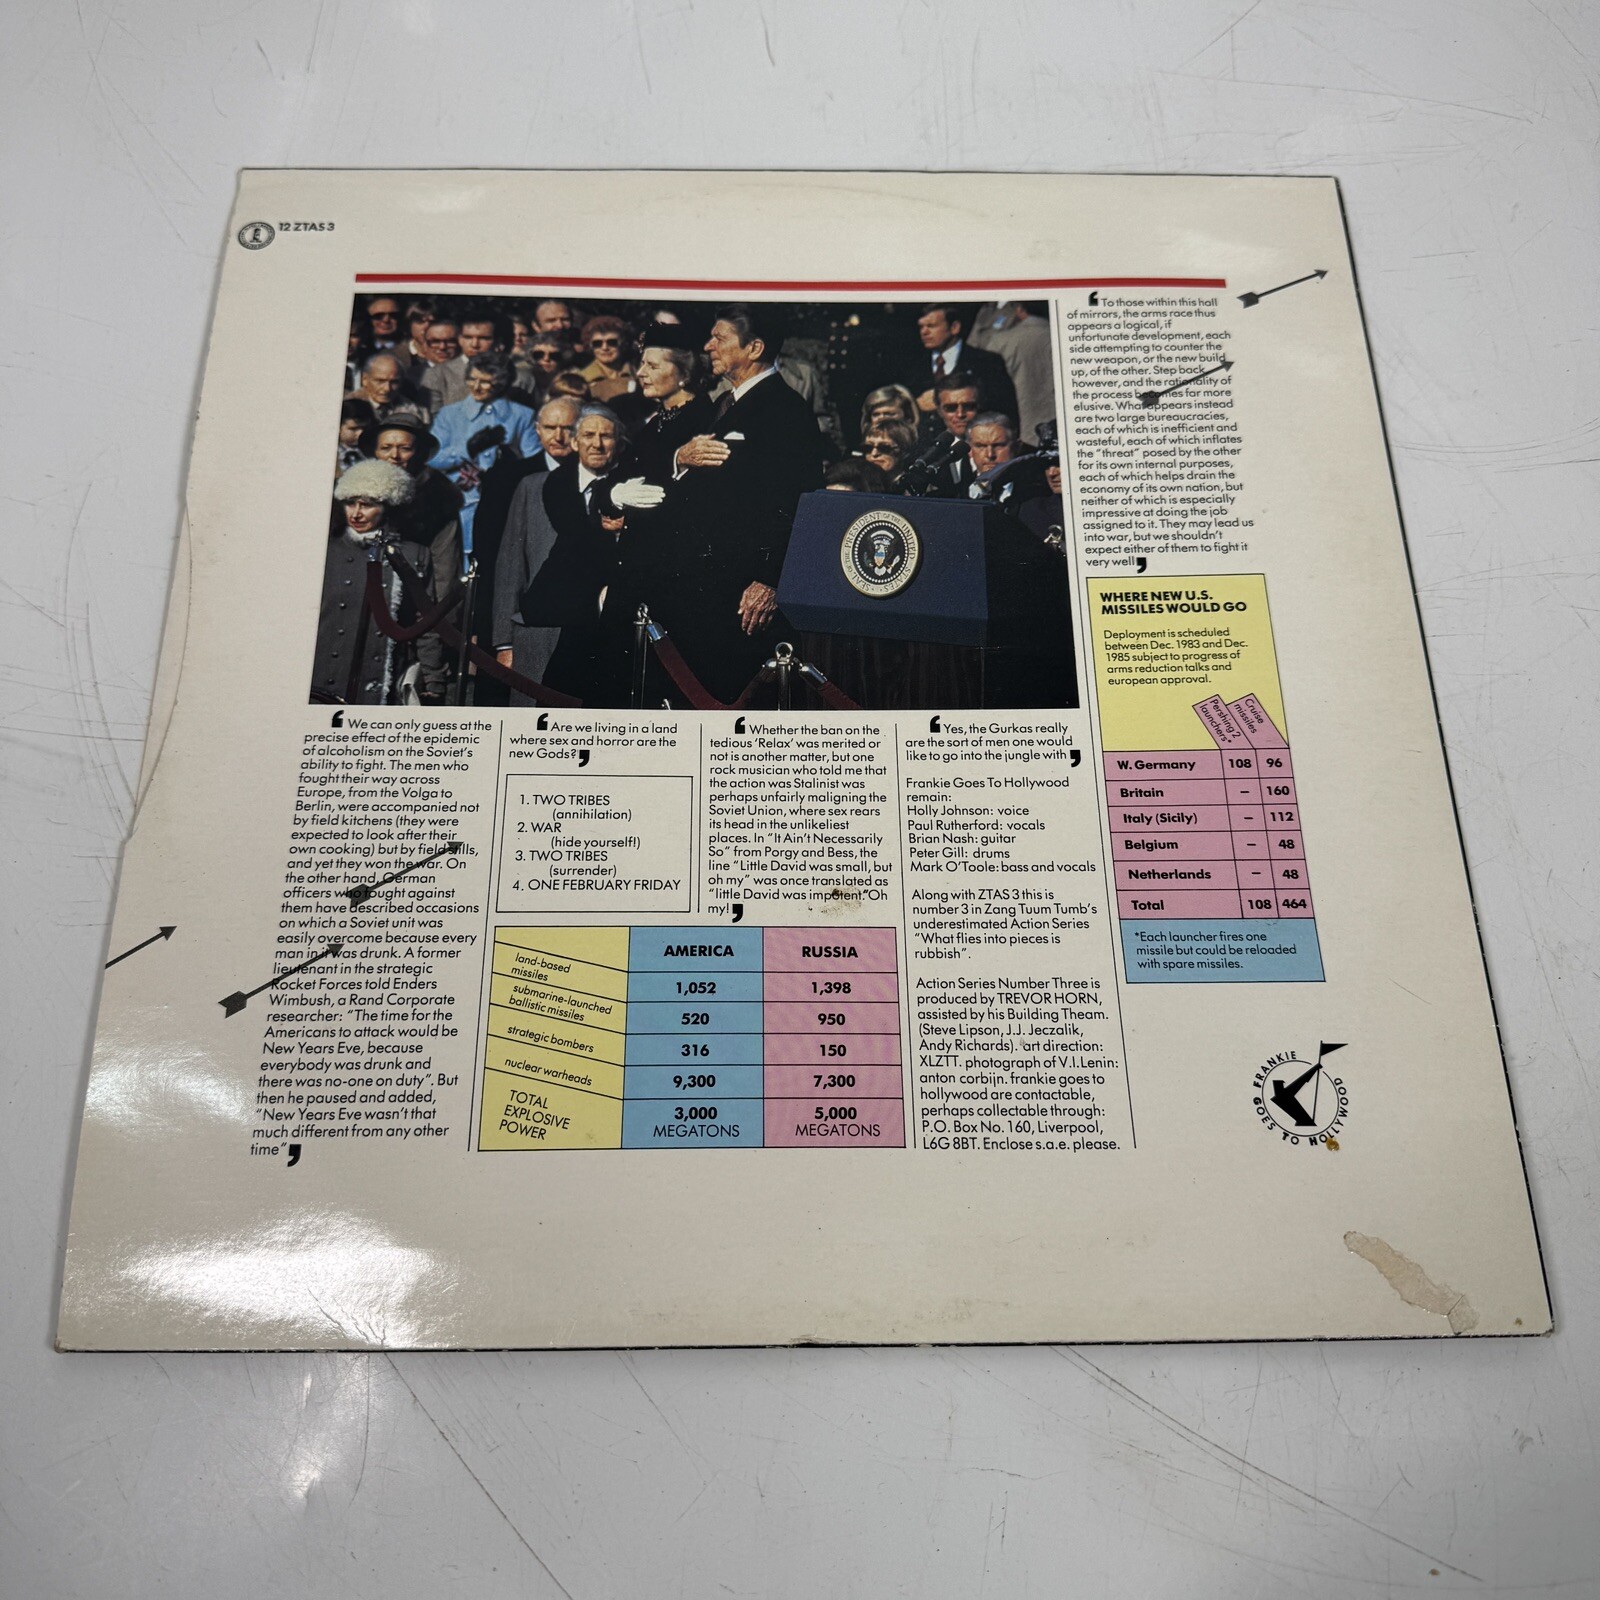 12 ZTAS 3
SEAL OF THE PRESIDENT OF THE UNITED STATES
❛ To those within this hall
of mirrors, the arms race thus
appears a logical, if
unfortunate development, each
side attempting to counter the
new weapon, or the new build
up, of the other. Step back,
however, and the rationality of
the process becomes far more
elusive. What appears instead
are two large bureaucracies,
each of which is inefficient and
wasteful, each of which inflates
the "threat" posed by the other
for its own internal purposes,
each of which helps drain the
economy of its own nation, but
neither of which is especially
impressive at doing the job
assigned to it. They may lead us
into war, but we shouldn't
expect either of them to fight it
very well ❜
WHERE NEW U.S.
MISSILES WOULD GO
Deployment is scheduled
between Dec. 1983 and Dec.
1985 subject to progress of
arms reduction talks and
european approval.
Pershing 2
launchers*
Cruise
missiles
W. Germany 108 96
Britain – 160
Italy (Sicily) – 112
Belgium – 48
Netherlands – 48
Total 108 464
*Each launcher fires one
missile but could be reloaded
with spare missiles.
❛ We can only guess at the
precise effect of the epidemic
of alcoholism on the Soviet's
ability to fight. The men who
fought their way across
Europe, from the Volga to
Berlin, were accompanied not
by field kitchens (they were
expected to look after their
own cooking) but by field stills,
and yet they won the war. On
the other hand, German
officers who fought against
them have described occasions
on which a Soviet unit was
easily overcome because every
man in it was drunk. A former
lieutenant in the strategic
Rocket Forces told Enders
Wimbush, a Rand Corporate
researcher: "The time for the
Americans to attack would be
New Years Eve, because
everybody was drunk and
there was no-one on duty". But
then he paused and added,
"New Years Eve wasn't that
much different from any other
time" ❜
❛ Are we living in a land
where sex and horror are the
new Gods? ❜
1. TWO TRIBES
(annihilation)
2. WAR
(hide yourself!)
3. TWO TRIBES
(surrender)
4. ONE FEBRUARY FRIDAY
❛ Whether the ban on the
tedious 'Relax' was merited or
not is another matter, but one
rock musician who told me that
the action was Stalinist was
perhaps unfairly maligning the
Soviet Union, where sex rears
its head in the unlikeliest
places. In "It Ain't Necessarily
So" from Porgy and Bess, the
line "Little David was small, but
oh my" was once translated as
"little David was impotent." Oh
my! ❜
❛ Yes, the Gurkas really
are the sort of men one would
like to go into the jungle with ❜
Frankie Goes To Hollywood
remain:
Holly Johnson: voice
Paul Rutherford: vocals
Brian Nash: guitar
Peter Gill: drums
Mark O'Toole: bass and vocals
Along with ZTAS 3 this is
number 3 in Zang Tuum Tumb's
underestimated Action Series
"What flies into pieces is
rubbish".
Action Series Number Three is
produced by TREVOR HORN,
assisted by his Building Theam.
(Steve Lipson, J.J. Jeczalik,
Andy Richards). art direction:
XLZTT. photograph of V.I. Lenin:
anton corbijn. frankie goes to
hollywood are contactable,
perhaps collectable through:
P.O. Box No. 160, Liverpool,
L6G 8BT. Enclose s.a.e. please.
AMERICA RUSSIA
land-based
missiles
1,052 1,398
submarine-launched
ballistic missiles
520 950
strategic bombers
316 150
nuclear warheads
9,300 7,300
TOTAL
EXPLOSIVE
POWER
3,000 5,000
MEGATONS MEGATONS
FRANKIE GOES TO HOLLYWOOD